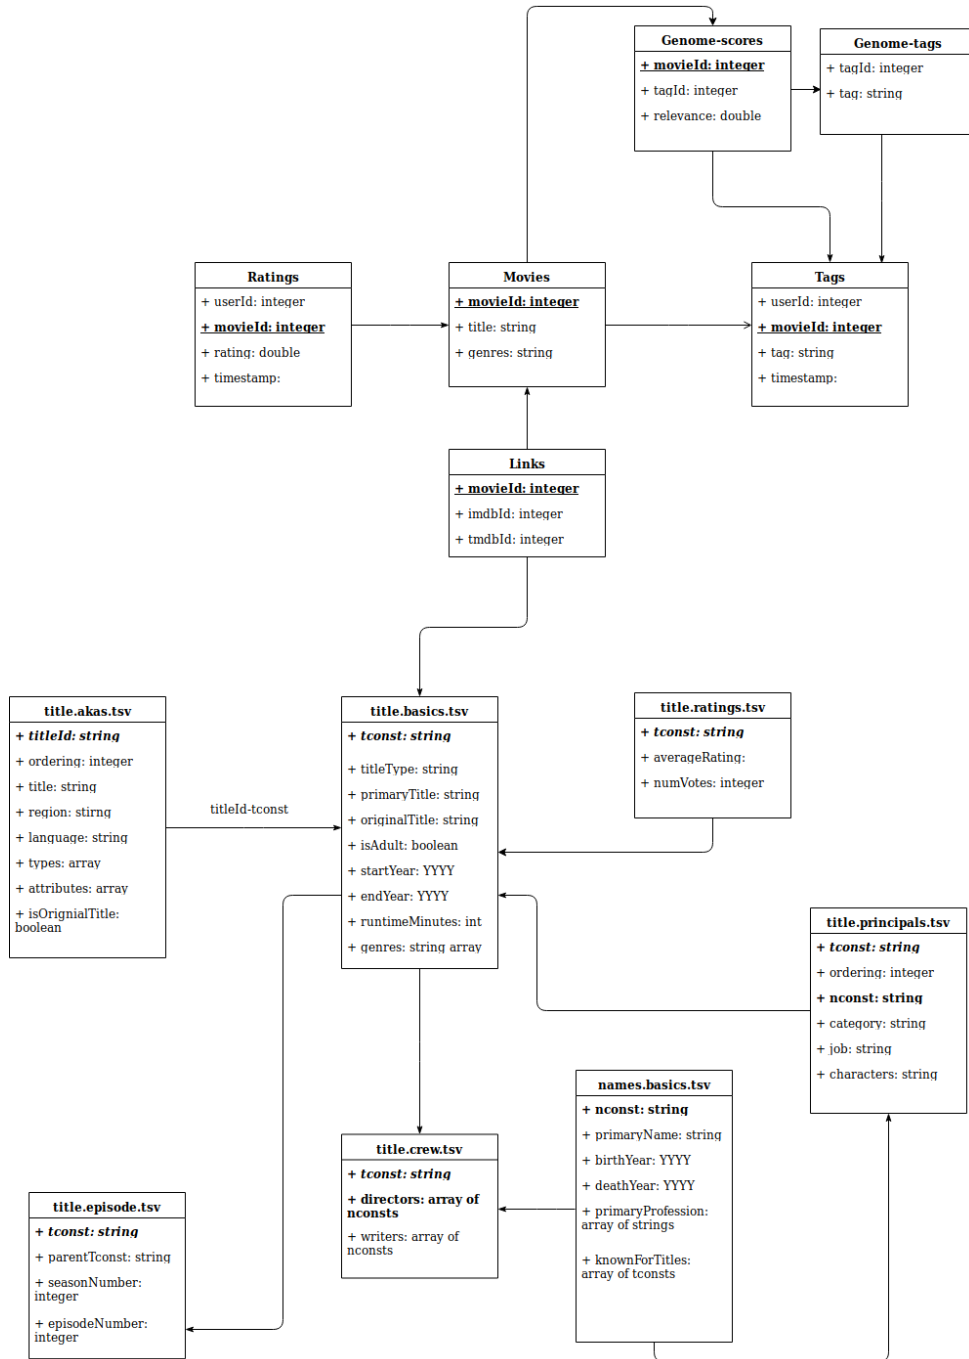 Genome-scores
+ movieId: integer
+ tagId: integer
+ relevance: double
Genome-tags
+ tagId: integer
+ tag: string
Ratings
+ userId: integer
+ movieId: integer
+ rating: double
+ timestamp:
Movies
+ movieId: integer
+ title: string
+ genres: string
Tags
+ userId: integer
+ movieId: integer
+ tag: string
+ timestamp:
Links
+ movieId: integer
+ imdbId: integer
+ tmdbId: integer
title.akas.tsv
+ titleId: string
+ ordering: integer
+ title: string
+ region: stirng
+ language: string
+ types: array
+ attributes: array
+ isOrignialTitle:
boolean
titleId-tconst
title.basics.tsv
+ tconst: string
+ titleType: string
+ primaryTitle: string
+ originalTitle: string
+ isAdult: boolean
+ startYear: YYYY
+ endYear: YYYY
+ runtimeMinutes: int
+ genres: string array
title.ratings.tsv
+ tconst: string
+ averageRating:
+ numVotes: integer
title.principals.tsv
+ tconst: string
+ ordering: integer
+ nconst: string
+ category: string
+ job: string
+ characters: string
names.basics.tsv
+ nconst: string
+ primaryName: string
+ birthYear: YYYY
+ deathYear: YYYY
+ primaryProfession:
array of strings
+ knownForTitles:
array of tconsts
title.crew.tsv
+ tconst: string
+ directors: array of
nconsts
+ writers: array of
nconsts
title.episode.tsv
+ tconst: string
+ parentTconst: string
+ seasonNumber:
integer
+ episodeNumber:
integer